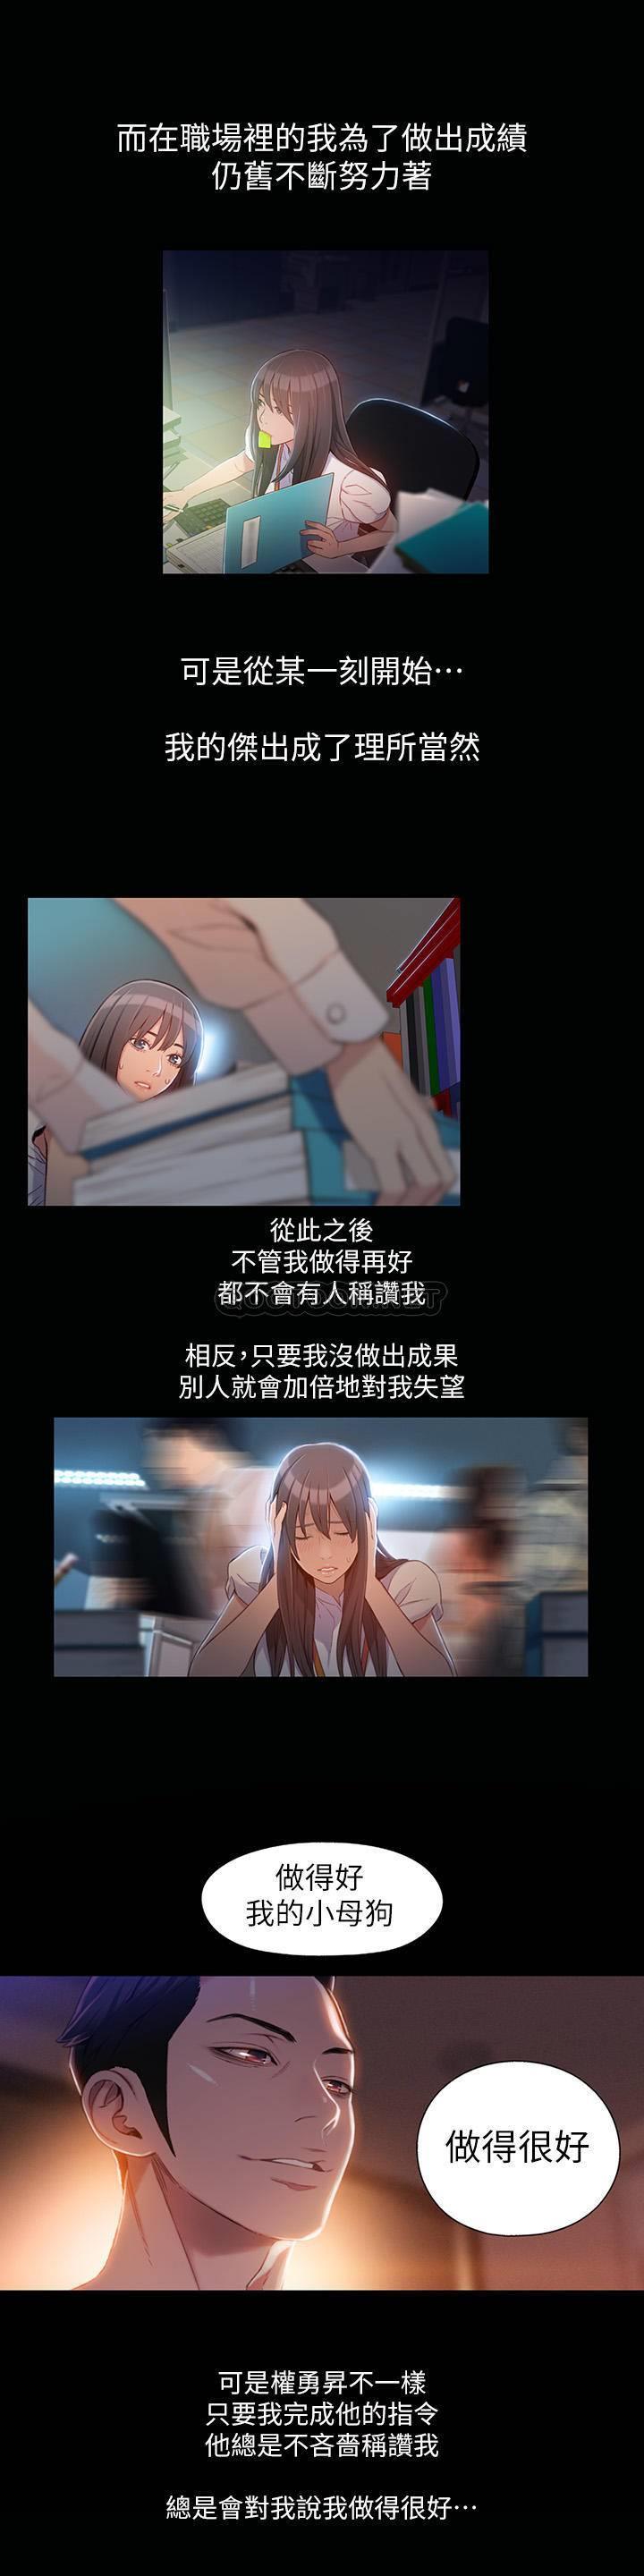 而在職場裡的我為了做出成績
仍舊不斷努力著
可是從某一刻開始⋯
我的傑出成了理所當然
從此之後
不管我做得再好
都不會有人稱讚我
相反，只要我沒做出成果
別人就會加倍地對我失望
做得好
我的小母狗
做得很好
可是權勇昇不一樣
只要我完成他的指令
他總是不吝嗇稱讚我
總是會對我說我做得很好⋯